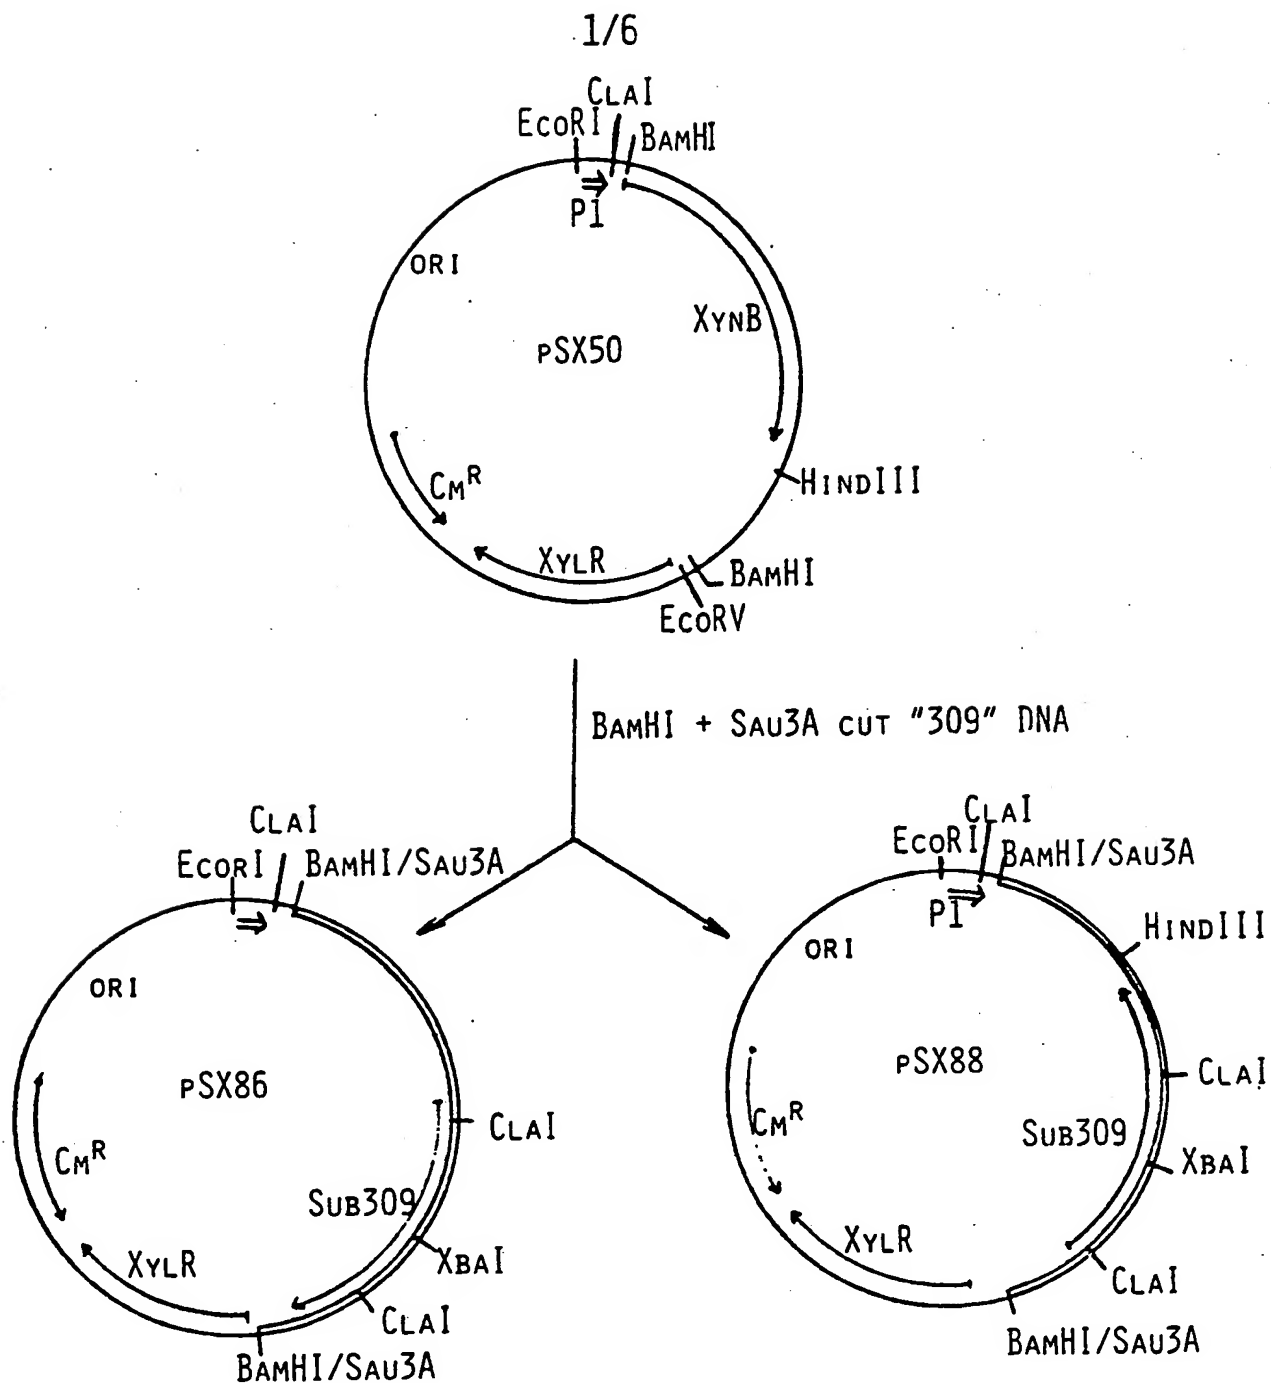 1/6
CLAI
ECORI
BAMHI
P1
ORI
XYNB
PSX50
CMR
HINDIII
XYLR
BAMHI
ECORV
BAMHI + SAU3A CUT "309" DNA
CLAI
ECORI
BAMHI/SAU3A
ORI
PSX86
CMR
CLAI
SUB309
XYLR
XBAI
CLAI
BAMHI/SAU3A
CLAI
ECORI
BAMHI/SAU3A
P1
ORI
HINDIII
PSX88
CLAI
CMR
SUB309
XBAI
XYLR
CLAI
BAMHI/SAU3A